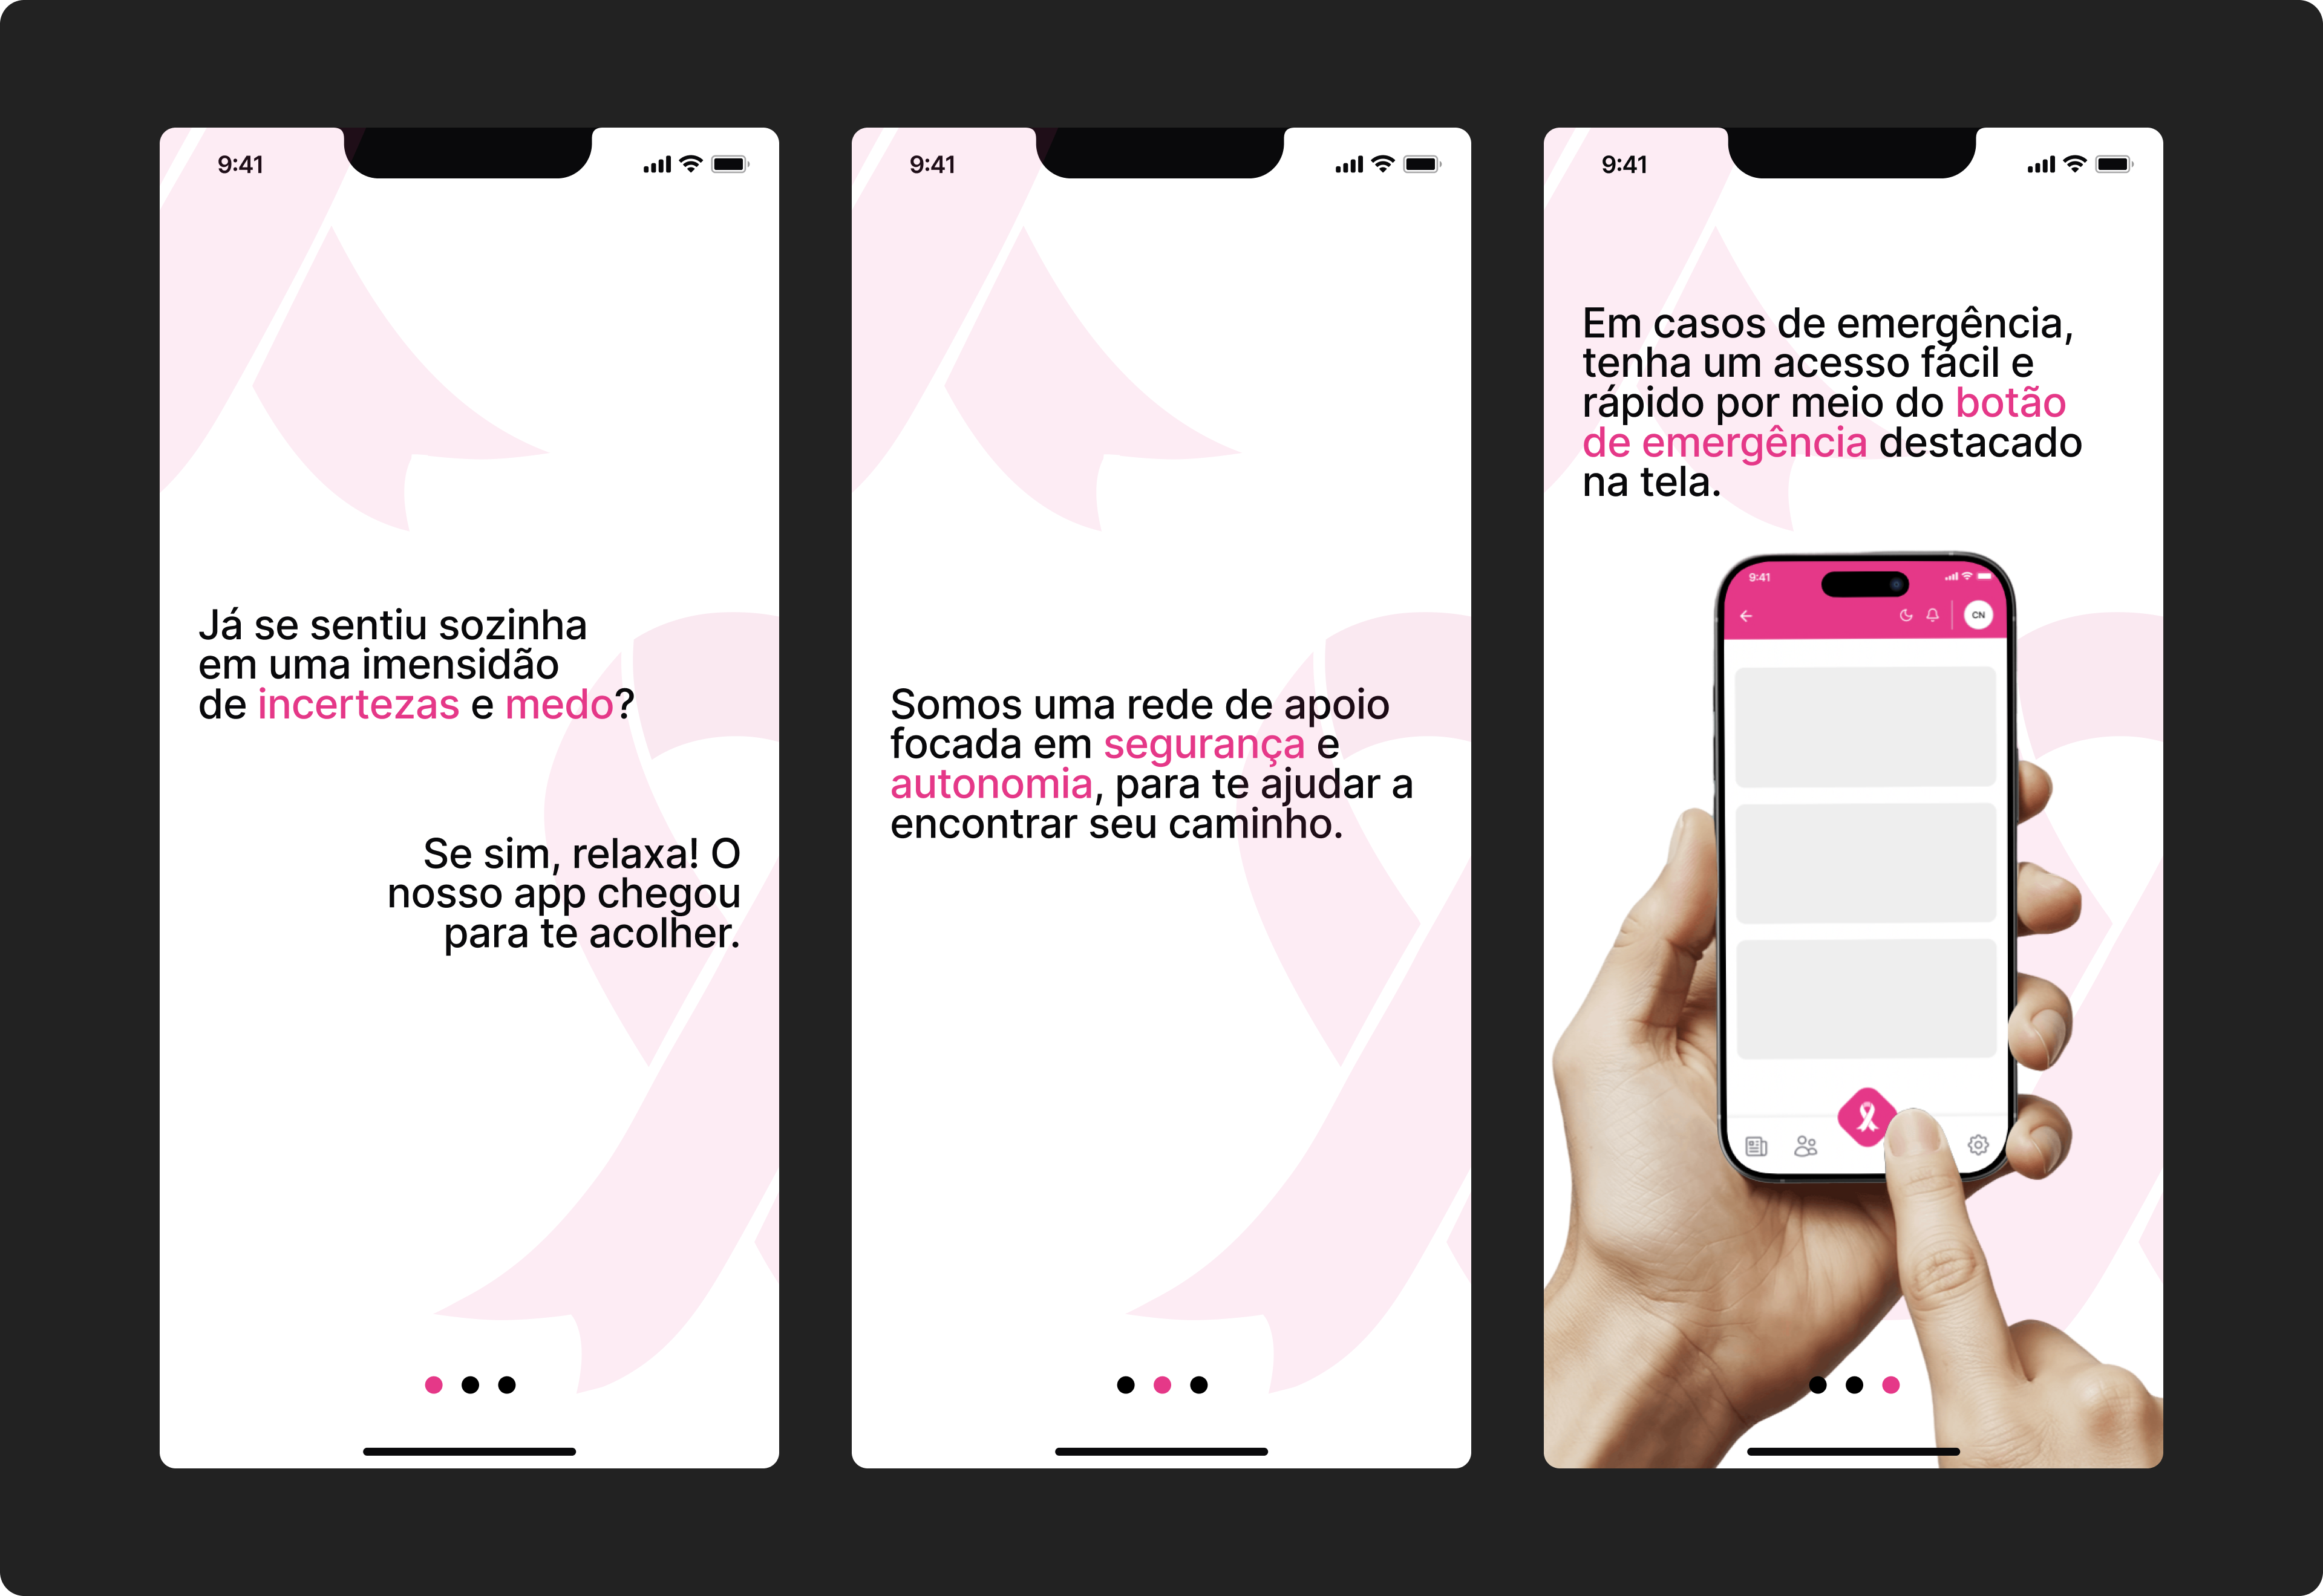 9:41
Já se sentiu sozinha
em uma imensidão
de incertezas e medo?
Se sim, relaxa! O
nosso app chegou
para te acolher.
9:41
Somos uma rede de apoio
focada em segurança e
autonomia, para te ajudar a
encontrar seu caminho.
9:41
Em casos de emergência,
tenha um acesso fácil e
rápido por meio do botão
de emergência destacado
na tela.
9:41
CN